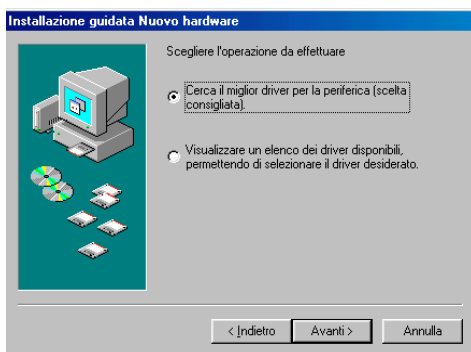 Installazione guidata Nuovo hardware
Scegliere l'operazione da effettuare
Cerca il miglior driver per la periferica (scelta
consigliata).
Visualizzare un elenco dei driver disponibili,
permettendo di selezionare il driver desiderato.
< Indietro Avanti > Annulla